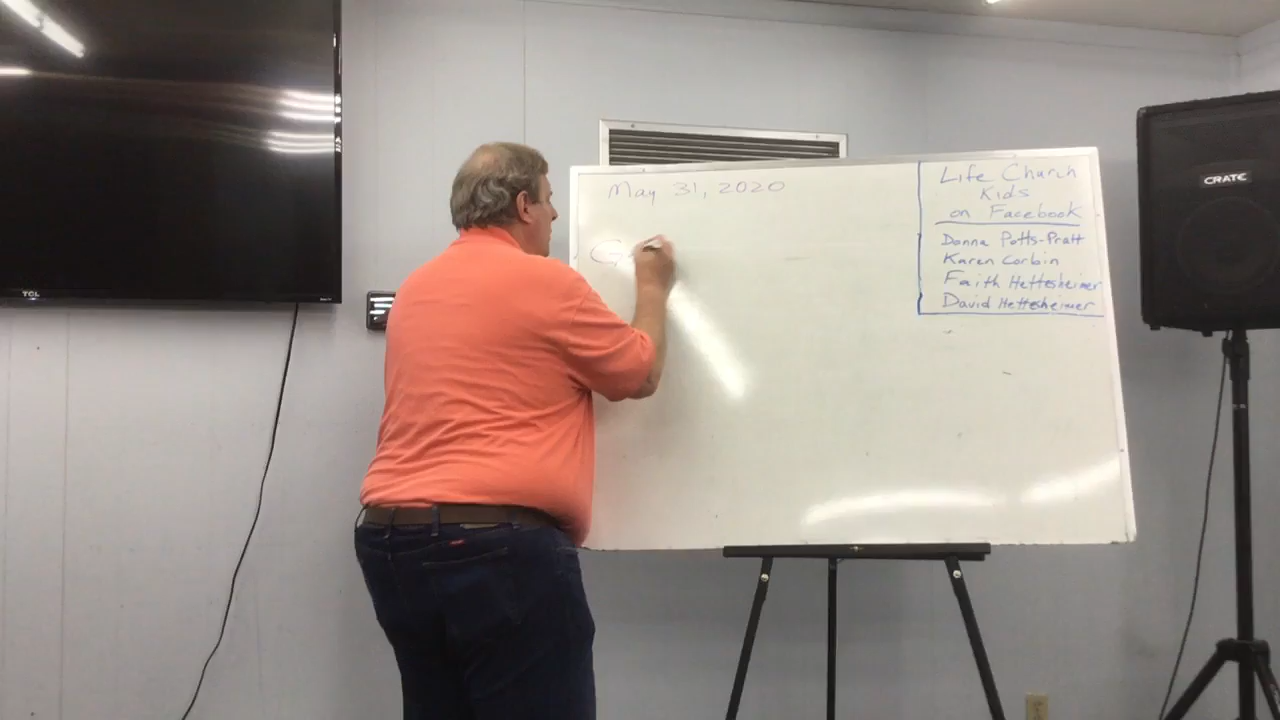 May 31, 2020
G
Life Church
Kids
on Facebook
Donna Potts-Pratt
Karen Corbin
Faith Hettesheimer
David Hettesheimer
CRATE
TCL